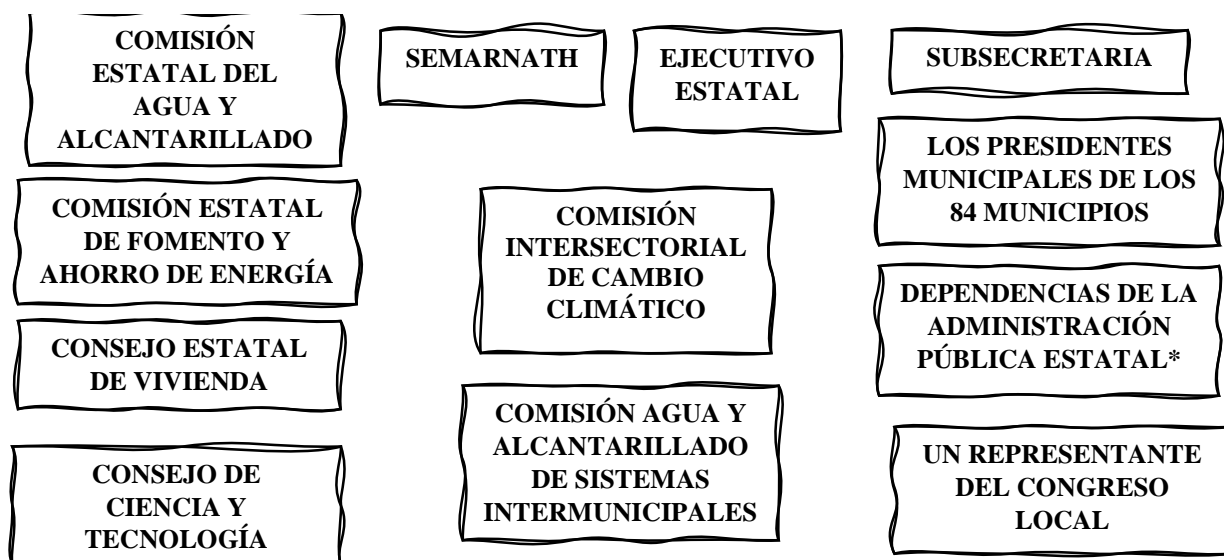 COMISIÓN
ESTATAL DEL
AGUA Y
ALCANTARILLADO
SEMARNATH
EJECUTIVO
ESTATAL
SUBSECRETARIA
LOS PRESIDENTES
MUNICIPALES DE LOS
84 MUNICIPIOS
COMISIÓN ESTATAL
DE FOMENTO Y
AHORRO DE ENERGÍA
COMISIÓN
INTERSECTORIAL
DE CAMBIO
CLIMÁTICO
DEPENDENCIAS DE LA
ADMINISTRACIÓN
PÚBLICA ESTATAL*
CONSEJO ESTATAL
DE VIVIENDA
COMISIÓN AGUA Y
ALCANTARILLADO
DE SISTEMAS
INTERMUNICIPALES
UN REPRESENTANTE
DEL CONGRESO
LOCAL
CONSEJO DE
CIENCIA Y
TECNOLOGÍA